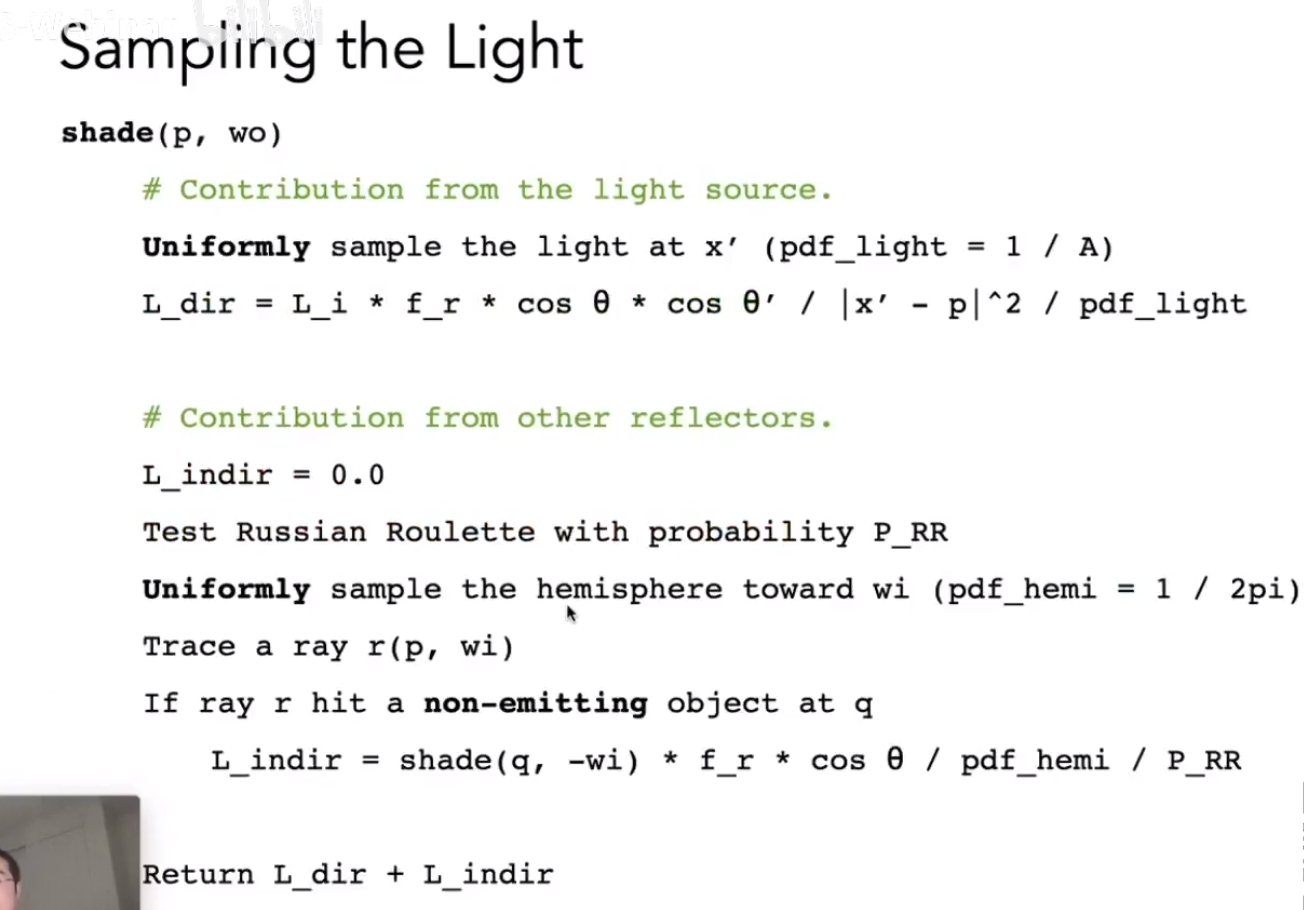 Sampling the Light
shade(p, wo)
# Contribution from the light source.
Uniformly sample the light at x′ (pdf_light = 1 / A)
L_dir = L_i * f_r * cos θ * cos θ′ / |x′ - p|^2 / pdf_light
# Contribution from other reflectors.
L_indir = 0.0
Test Russian Roulette with probability P_RR
Uniformly sample the hemisphere toward wi (pdf_hemi = 1 / 2pi)
Trace a ray r(p, wi)
If ray r hit a non-emitting object at q
L_indir = shade(q, -wi) * f_r * cos θ / pdf_hemi / P_RR
Return L_dir + L_indir